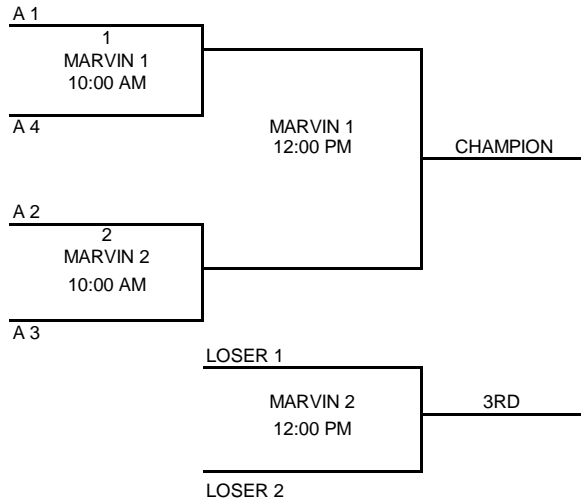 A 1
1
MARVIN 1
10:00 AM
A 4
MARVIN 1
12:00 PM
CHAMPION
A 2
2
MARVIN 2
10:00 AM
A 3
LOSER 1
MARVIN 2
12:00 PM
3RD
LOSER 2